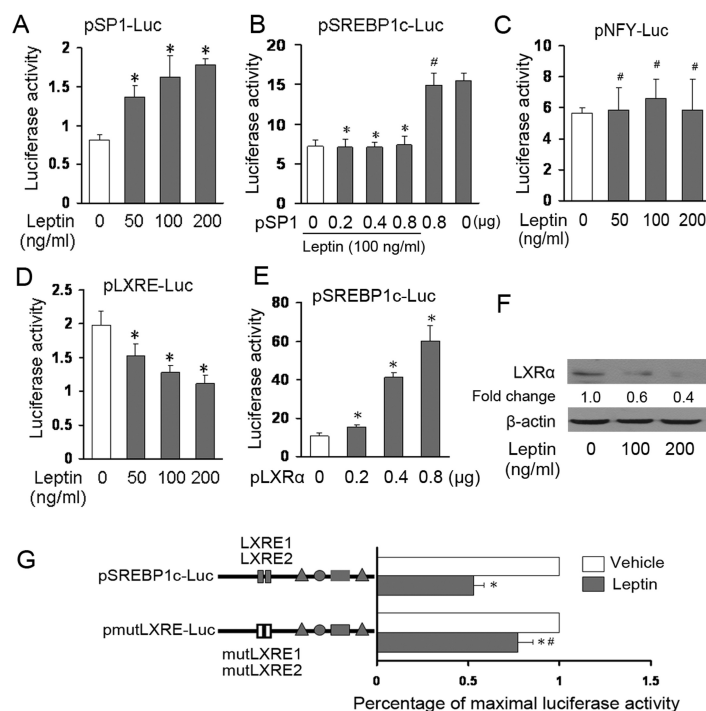 A
pSP1-Luc
Luciferase activity
2
1.5
1
0.5
0
*
*
*
Leptin 0 50 100 200
(ng/ml)
B
pSREBP1c-Luc
Luciferase activity
25
20
15
10
5
0
* * * #
pSP1 0 0.2 0.4 0.8 0.8 0 (μg)
Leptin (100 ng/ml)
C
pNFY-Luc
Luciferase activity
10
8
6
4
2
0
# # #
Leptin 0 50 100 200
(ng/ml)
D
pLXRE-Luc
Luciferase activity
2.5
2
1.5
1
0.5
0
* * *
Leptin 0 50 100 200
(ng/ml)
E
pSREBP1c-Luc
Luciferase activity
80
60
40
20
0
* * *
pLXRα 0 0.2 0.4 0.8 (μg)
F
LXRα
Fold change 1.0 0.6 0.4
β-actin
Leptin 0 100 200
(ng/ml)
G
LXRE1
LXRE2
pSREBP1c-Luc
*
pmutLXRE-Luc
*#
mutLXRE1
mutLXRE2
Vehicle
Leptin
0 0.5 1 1.5
Percentage of maximal luciferase activity